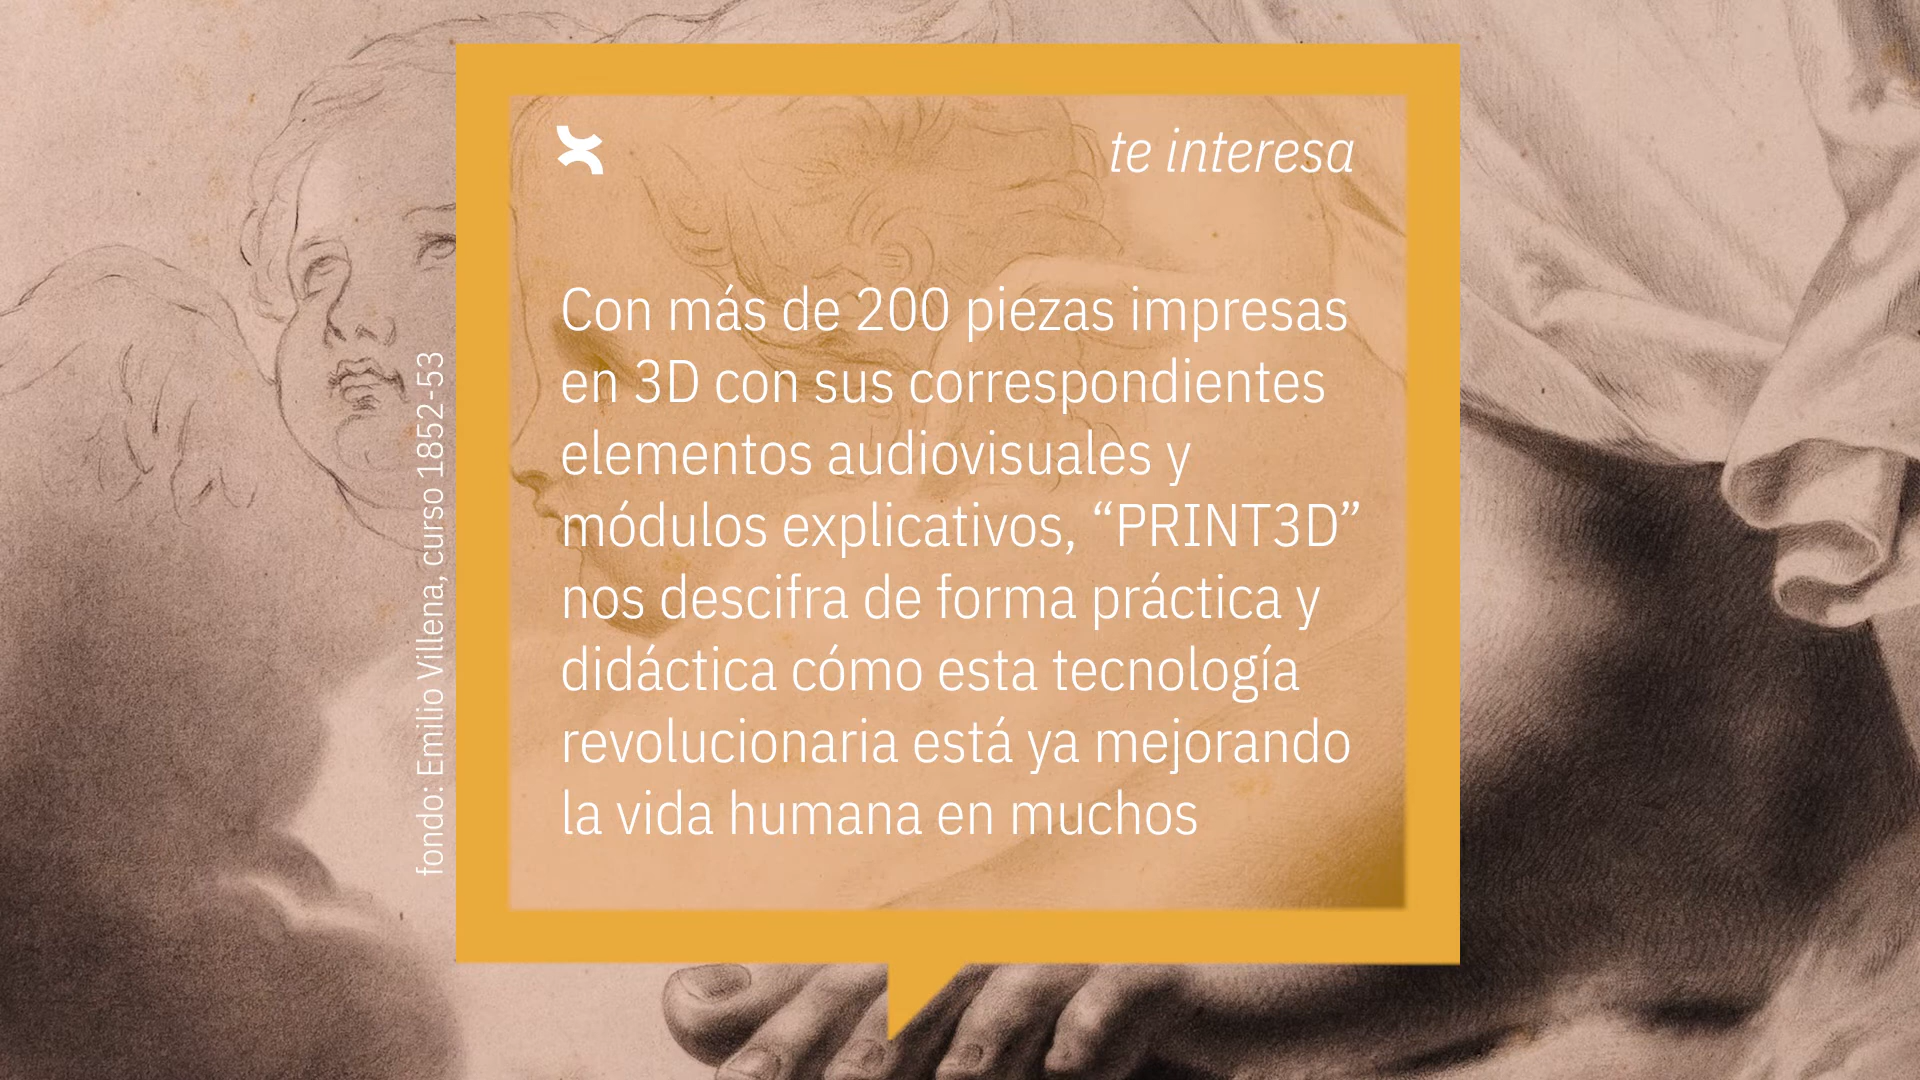 te interesa
Con más de 200 piezas impresas
en 3D con sus correspondientes
elementos audiovisuales y
módulos explicativos, “PRINT3D”
nos descifra de forma práctica y
didáctica cómo esta tecnología
revolucionaria está ya mejorando
la vida humana en muchos
fondo: Emilio Villena, curso 1852-53